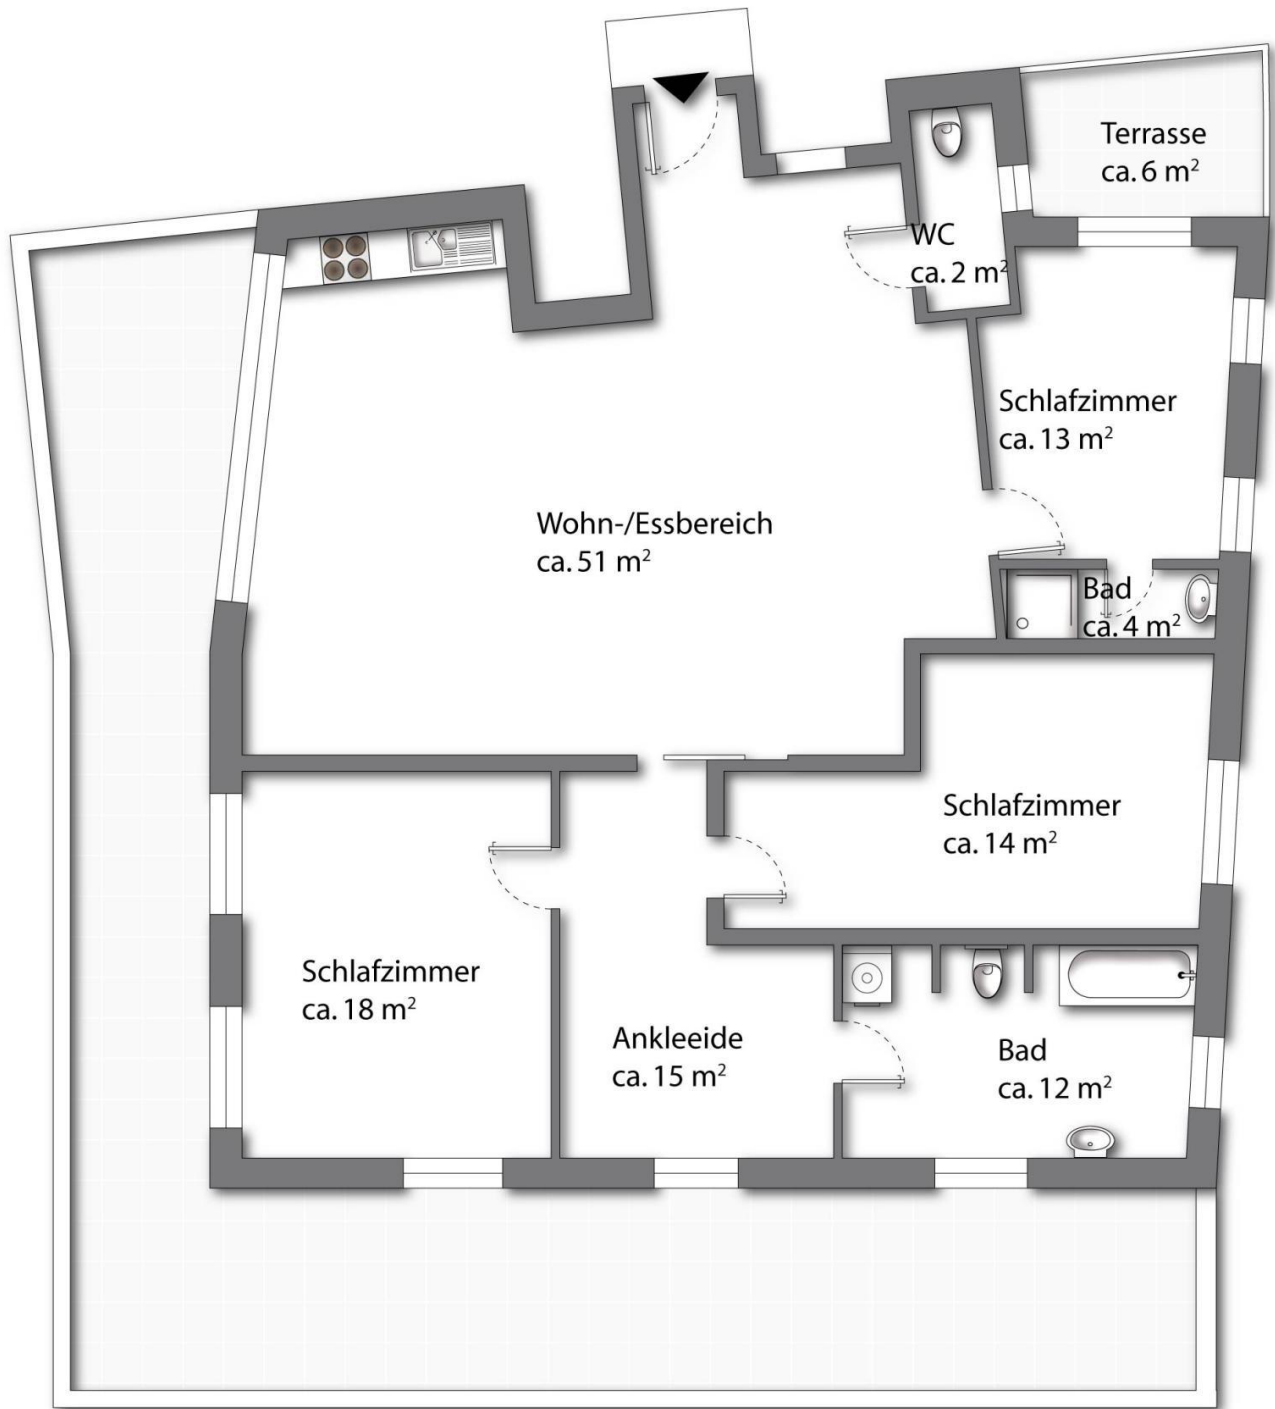 Terrasse
ca. 6 m²
WC
ca. 2 m²
Schlafzimmer
ca. 13 m²
Wohn-/Essbereich
ca. 51 m²
Bad
ca. 4 m²
Schlafzimmer
ca. 14 m²
Schlafzimmer
ca. 18 m²
Ankleeide
ca. 15 m²
Bad
ca. 12 m²